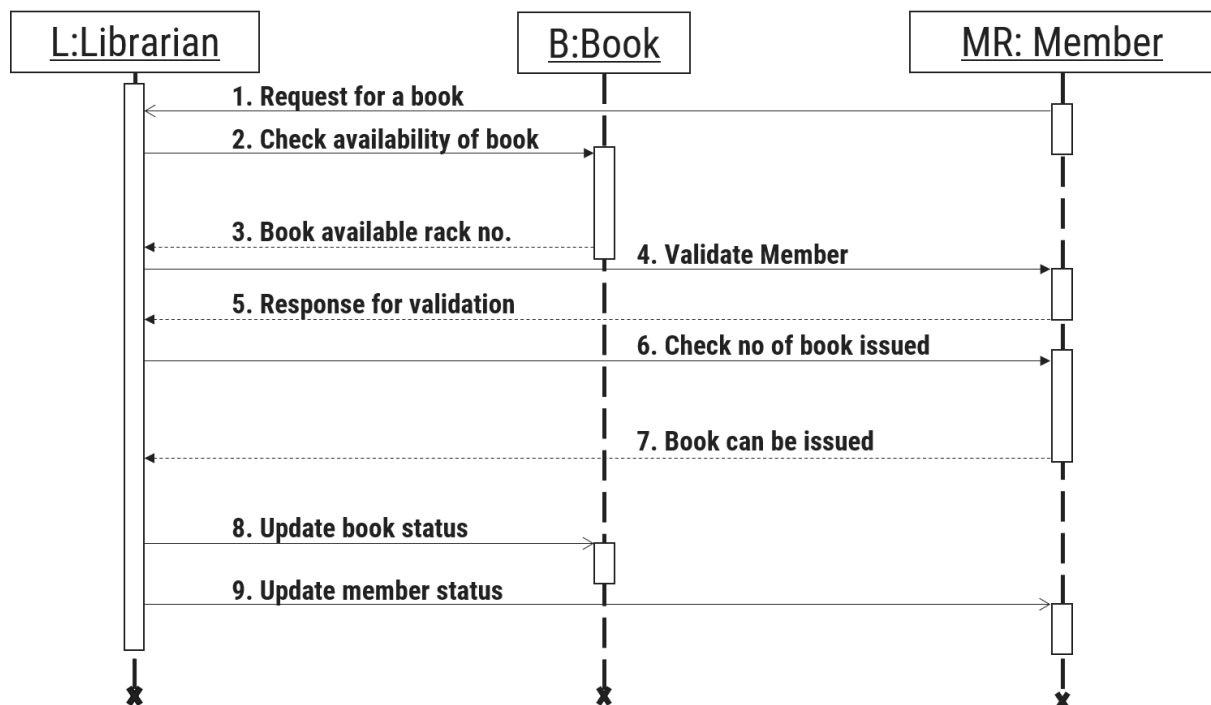 L:Librarian
B:Book
MR: Member
1. Request for a book
2. Check availability of book
3. Book available rack no.
4. Validate Member
5. Response for validation
6. Check no of book issued
7. Book can be issued
8. Update book status
9. Update member status